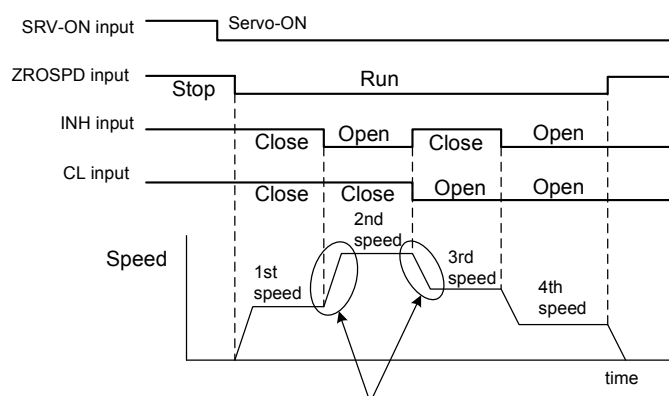 SRV-ON input
Servo-ON
ZROSPD input
Stop
Run
INH input
Close
Open
Close
Open
CL input
Close
Close
Open
Open
Speed
1st
speed
2nd
speed
3rd
speed
4th
speed
time